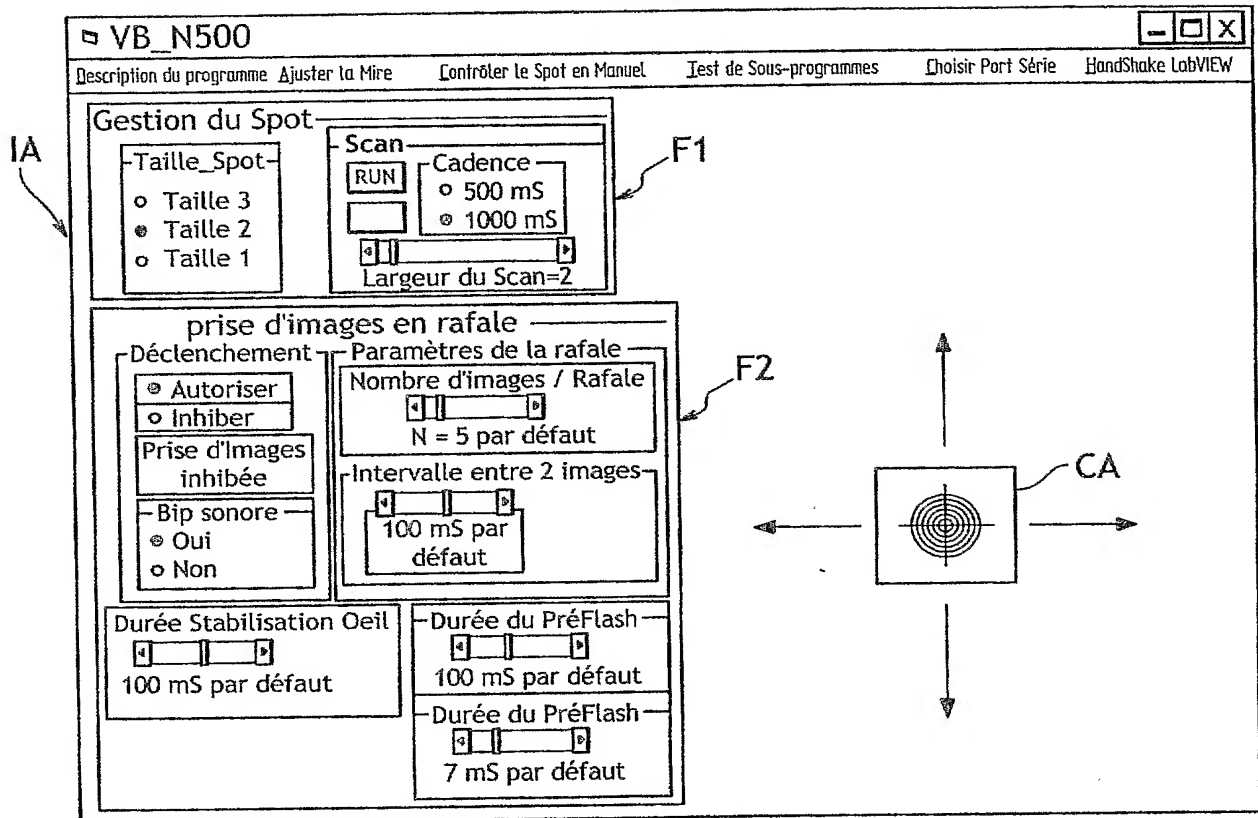 VB_N500
Description du programme Ajuster la Mire Contrôler le Spot en Manuel Test de Sous-programmes Choisir Port Série HandShake LabVIEW
IA
Gestion du Spot
Taille_Spot
Taille 3
Taille 2
Taille 1
Scan
RUN
Cadence
500 mS
1000 mS
Largeur du Scan=2
F1
prise d'images en rafale
Déclenchement
Autoriser
Inhiber
Prise d'Images
inhibée
Bip sonore
Oui
Non
Paramètres de la rafale
Nombre d'images / Rafale
N = 5 par défaut
Intervalle entre 2 images
100 mS par
défaut
F2
Durée Stabilisation Oeil
100 mS par défaut
Durée du PréFlash
100 mS par défaut
Durée du PréFlash
7 mS par défaut
CA